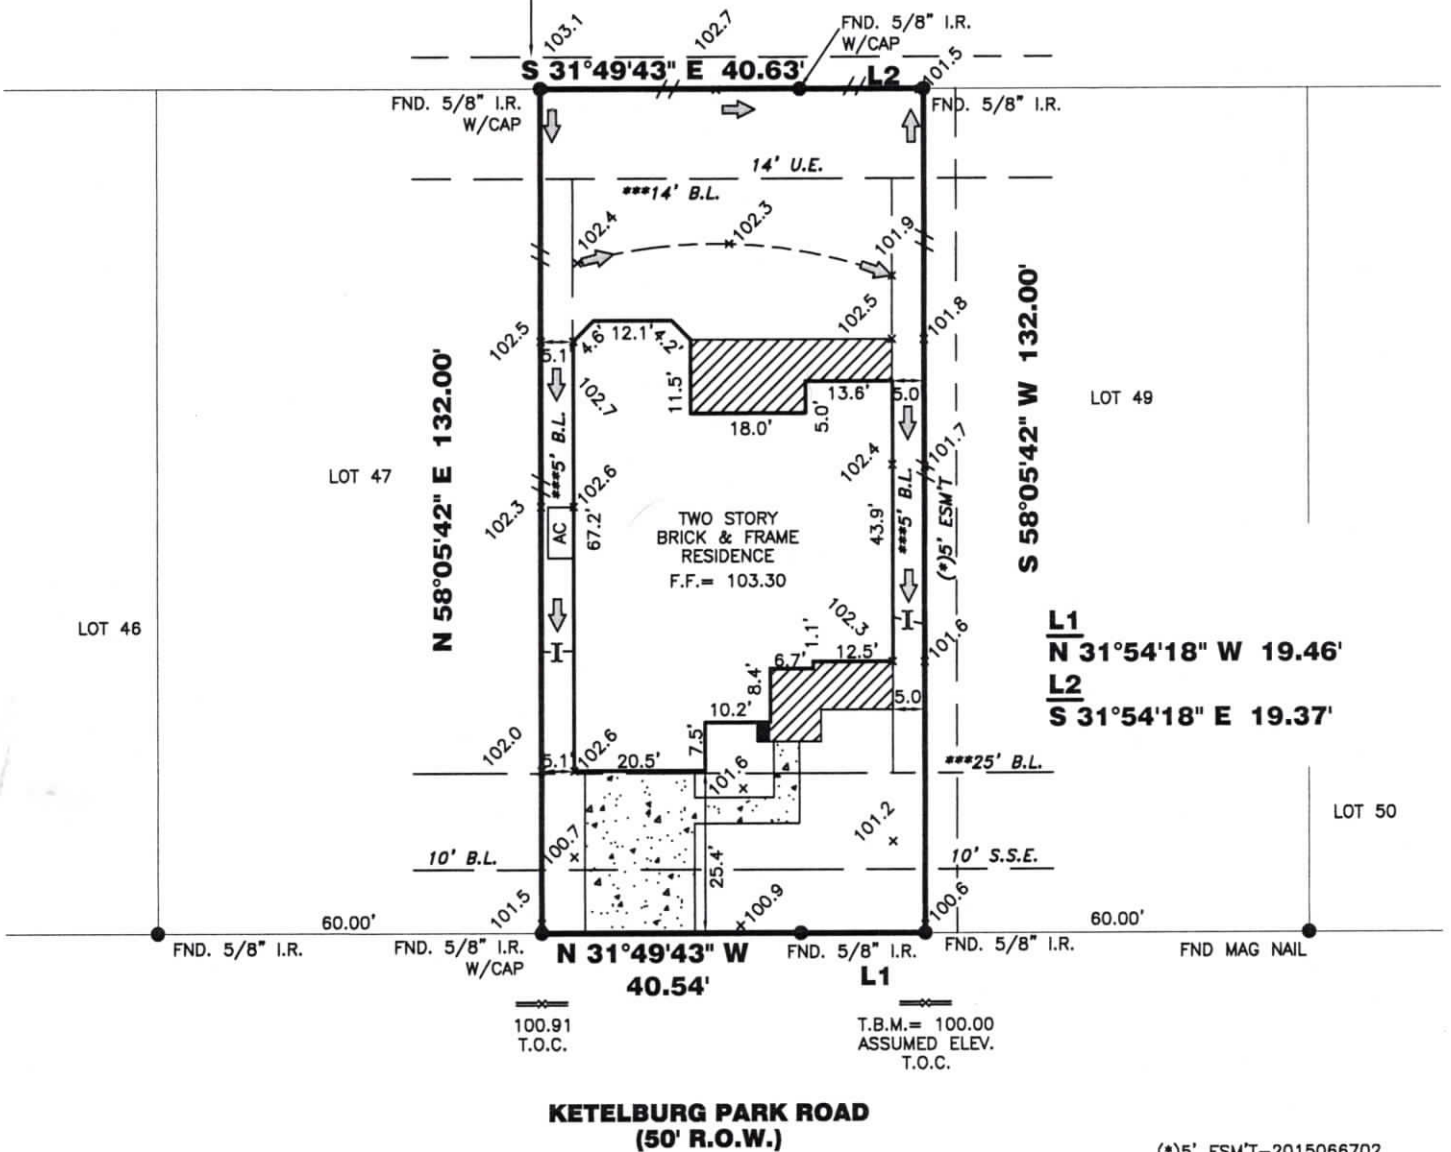 103.1
102.7
FND. 5/8" I.R.
W/CAP
101.5
S 31°49'43" E 40.63'
L2
FND. 5/8" I.R.
W/CAP
FND. 5/8" I.R.
14' U.E.
***14' B.L.
102.4
102.3
101.9
102.5
12.1'
4.6'
4.2'
102.5
101.8
5.1'
11.5'
102.7
13.6'
5.0
18.0'
5.0'
N 58°05'42" E 132.00'
S 58°05'42" W 132.00'
LOT 49
LOT 47
***5' B.L.
102.6
102.3
AC
67.2'
102.4
101.7
43.9'
***5' B.L.
(*)5' ESM'T
TWO STORY
BRICK & FRAME
RESIDENCE
F.F.= 103.30
LOT 46
L1
N 31°54'18" W 19.46'
L2
S 31°54'18" E 19.37'
102.3
1.1'
101.6
I
I
6.7'
12.5'
8.4'
5.0
10.2'
7.5'
102.0
102.6
5.1'
20.5'
101.6
***25' B.L.
LOT 50
101.2
100.7
10' B.L.
10' S.S.E.
25.4'
101.5
100.9
100.6
60.00'
60.00'
FND. 5/8" I.R.
FND. 5/8" I.R.
W/CAP
N 31°49'43" W
40.54'
FND. 5/8" I.R.
L1
FND. 5/8" I.R.
FND MAG NAIL
100.91
T.O.C.
T.B.M.= 100.00
ASSUMED ELEV.
T.O.C.
KETELBURG PARK ROAD
(50' R.O.W.)
(*)5' ESM'T-2015066702